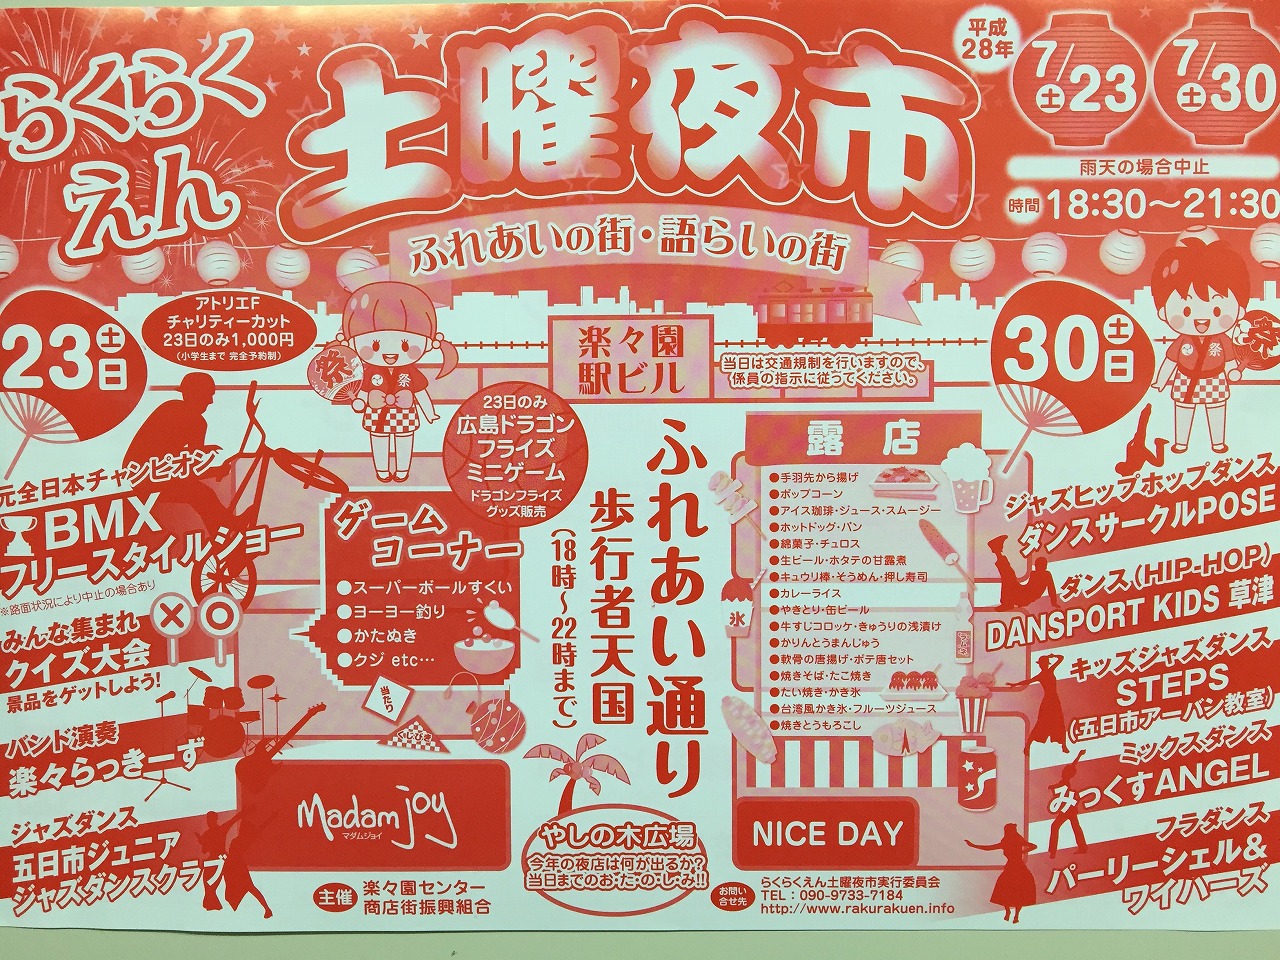 らくらく
えん
土曜夜市
平成
28年
7/23
土
7/30
土
雨天の場合中止
時間 18:30〜21:30
ふれあいの街・語らいの街
23 土日
アトリエF
チャリティーカット
23日のみ1,000円
(小学生まで 完全予約制)
祭
祭
楽々園
駅ビル
当日は交通規制を行いますので、
係員の指示に従ってください。
30 土日
祭
祭
元全日本チャンピオン
BMX
フリースタイルショー
※路面状況により中止の場合あり
みんな集まれ
クイズ大会
景品をゲットしよう!
バンド演奏
楽々らっきーず
ジャズダンス
五日市ジュニア
ジャズダンスクラブ
23日のみ
広島ドラゴン
フライズ
ミニゲーム
ドラゴンフライズ
グッズ販売
ゲーム
コーナー
●スーパーボールすくい
●ヨーヨー釣り
●かたぬき
●クジ etc…
当たり
くじびき
ふれあい通り
歩行者天国
(18時〜22時まで)
露店
●手羽先から揚げ
●ポップコーン
●アイス珈琲・ジュース・スムージー
●ホットドッグ・パン
●綿菓子・チュロス
●生ビール・ホタテの甘露煮
●キュウリ棒・そうめん・押し寿司
●カレーライス
●やきとり・缶ビール
●牛すじコロッケ・きゅうりの浅漬け
●かりんとうまんじゅう
●軟骨の唐揚げ・ポテ唐セット
●焼きそば・たこ焼き
●たい焼き・かき氷
●台湾風かき氷・フルーツジュース
●焼きとうもろこし
氷
ジャズヒップホップダンス
ダンスサークルPOSE
ダンス(HIP-HOP)
DANSPORT KIDS 草津
キッズジャズダンス
STEPS
(五日市アーバン教室)
ミックスダンス
みっくすANGEL
フラダンス
パーリーシェル&
ワイハーズ
Madam joy
マダムジョイ
やしの木広場
今年の夜店は何が出るか?
当日までのお・た・の・し・み!!
NICE DAY
主催 楽々園センター
商店街振興組合
お問い
合せ先
らくらくえん土曜夜市実行委員会
TEL:090-9733-7184
http://www.rakurakuen.info